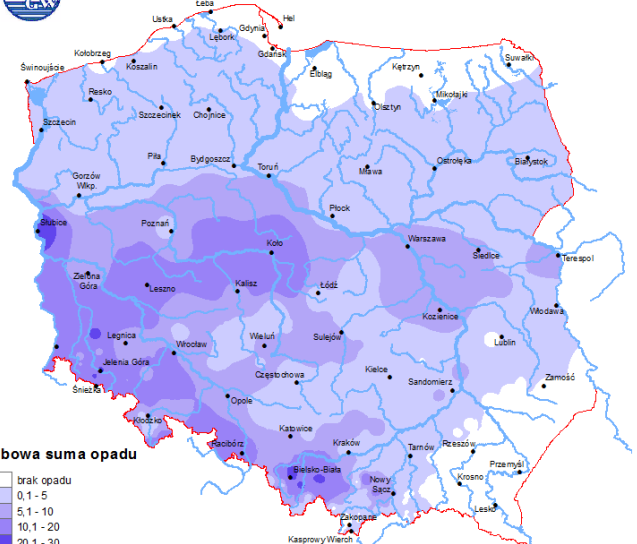 GW
Łeba
Ustka
Hel
Lębork
Gdynia
Gdańsk
Suwałki
Kołobrzeg
Koszalin
Kętrzyn
Elbląg
Świnoujście
Resko
Mikołajki
Olsztyn
Szczecinek
Chojnice
Szczecin
Piła
Bydgoszcz
Toruń
Mława
Ostrołęka
Białystok
Gorzów
Wlkp.
Płock
Słubice
Poznań
Koło
Warszawa
Siedlce
Terespol
Zielona
Góra
Leszno
Kalisz
Łódź
Kozienice
Włodawa
Legnica
Wrocław
Wieluń
Sulejów
Lublin
Jelenia Góra
Śnieżka
Częstochowa
Kielce
Sandomierz
Zamość
Opole
Kłodzko
Katowice
Racibórz
Kraków
Tarnów
Rzeszów
Przemyśl
Bielsko-Biała
Nowy
Sącz
Krosno
Lesko
Zakopane
Kasprowy Wierch
bowa suma opadu
brak opadu
0,1 - 5
5,1 - 10
10,1 - 20
20,1 - 30